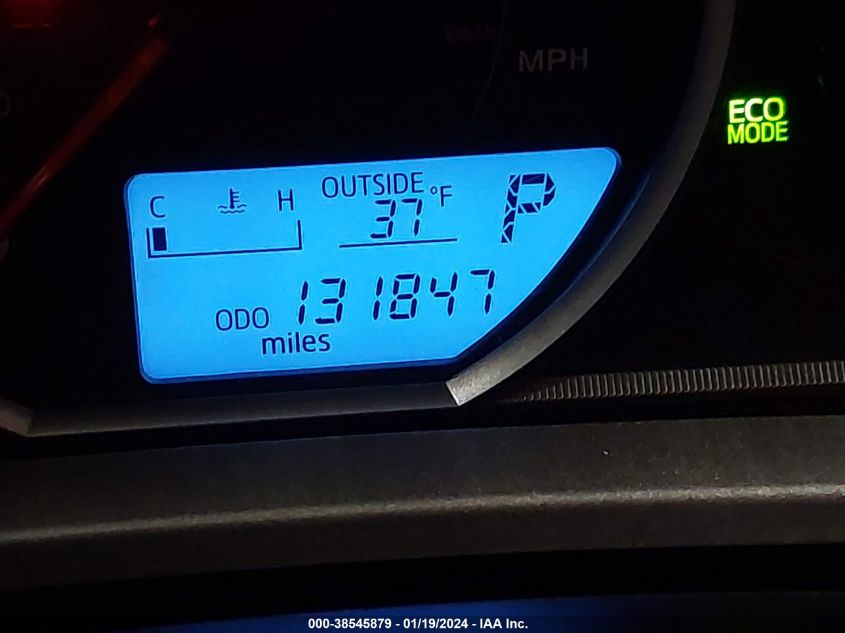 MPH
ECO
MODE
OUTSIDE
C H 37 °F P
ODO 131847
miles
000-38545879 - 01/19/2024 - IAA Inc.